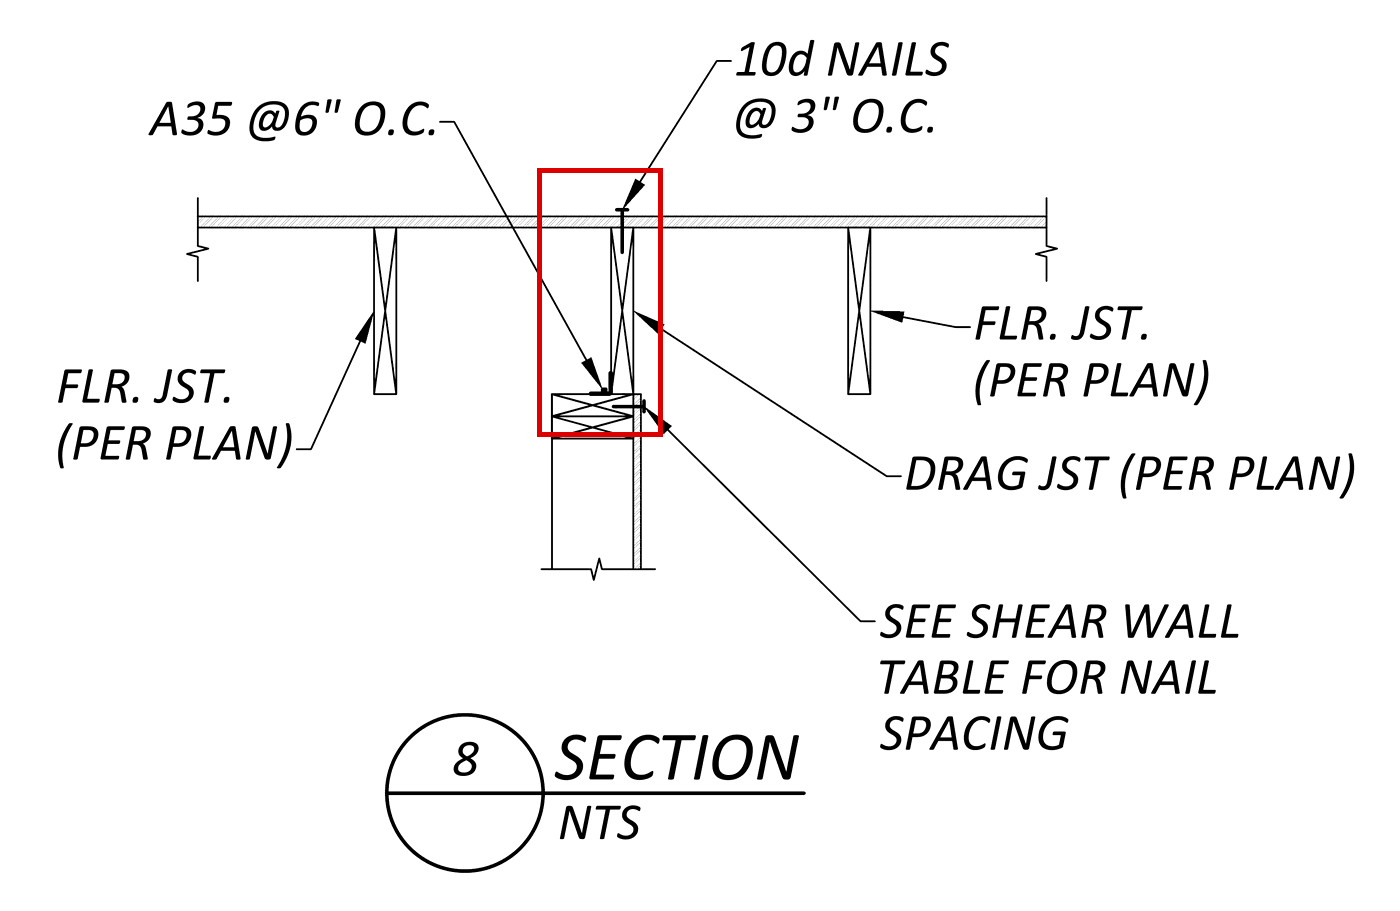 10d NAILS
@ 3" O.C.
A35 @6" O.C.
FLR. JST.
(PER PLAN)
FLR. JST.
(PER PLAN)
DRAG JST (PER PLAN)
SEE SHEAR WALL
TABLE FOR NAIL
SPACING
8
SECTION
NTS